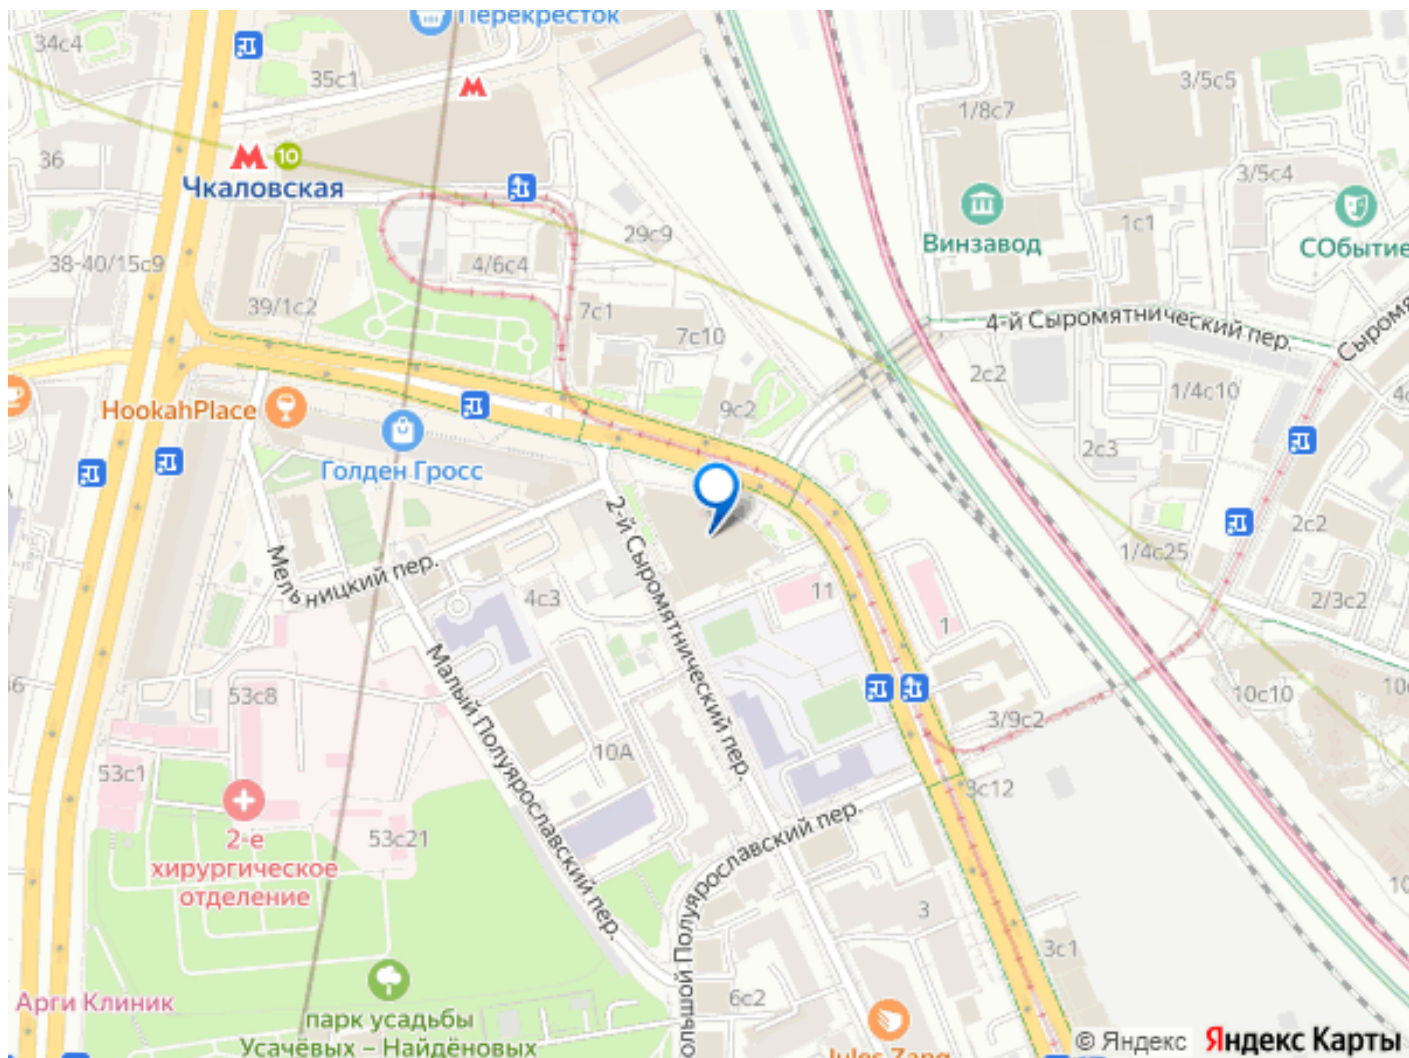 Перекресток
34с4
35с1
3/5с5
1/8с7
36
10
Чкаловская
3/5с4
Винзавод
1с1
СОбытие
29с9
38-40/15с9
4/6с4
39/1с2
7с1
7с10
4-й Сыромятнический пер.
2с2
1/4с10
HookahPlace
9с2
2с3
Голден Гросс
2-й Сыромятнический пер.
2с2
1/4с25
Мельницкий пер.
4с3
11
2/3с2
1
Малый Полуярославский пер.
53с8
10с10
3/9с2
10А
53с1
3с12
2-е
хирургическое
отделение
53с21
Большой Полуярославский пер.
3
3с1
Арги Клиник
6с2
парк усадьбы
Усачёвых – Найдёновых
Jules Zang
© Яндекс
Яндекс Карты